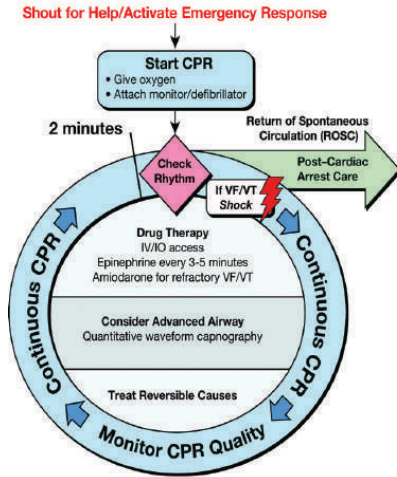 Shout for Help/Activate Emergency Response
Start CPR
• Give oxygen
• Attach monitor/defibrillator
2 minutes
Return of Spontaneous
Circulation (ROSC)
Check
Rhythm
Post–Cardiac
Arrest Care
If VF/VT
Shock
Drug Therapy
IV/IO access
Epinephrine every 3-5 minutes
Amiodarone for refractory VF/VT
Consider Advanced Airway
Quantitative waveform capnography
Treat Reversible Causes
Continuous CPR
Continuous CPR
Monitor CPR Quality